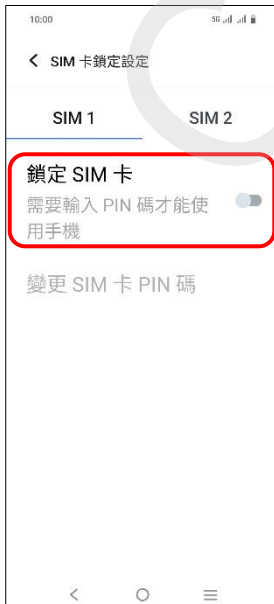 10:00 5G
SIM 卡鎖定設定
SIM 1 SIM 2
鎖定 SIM 卡
需要輸入 PIN 碼才能使
用手機
變更 SIM 卡 PIN 碼